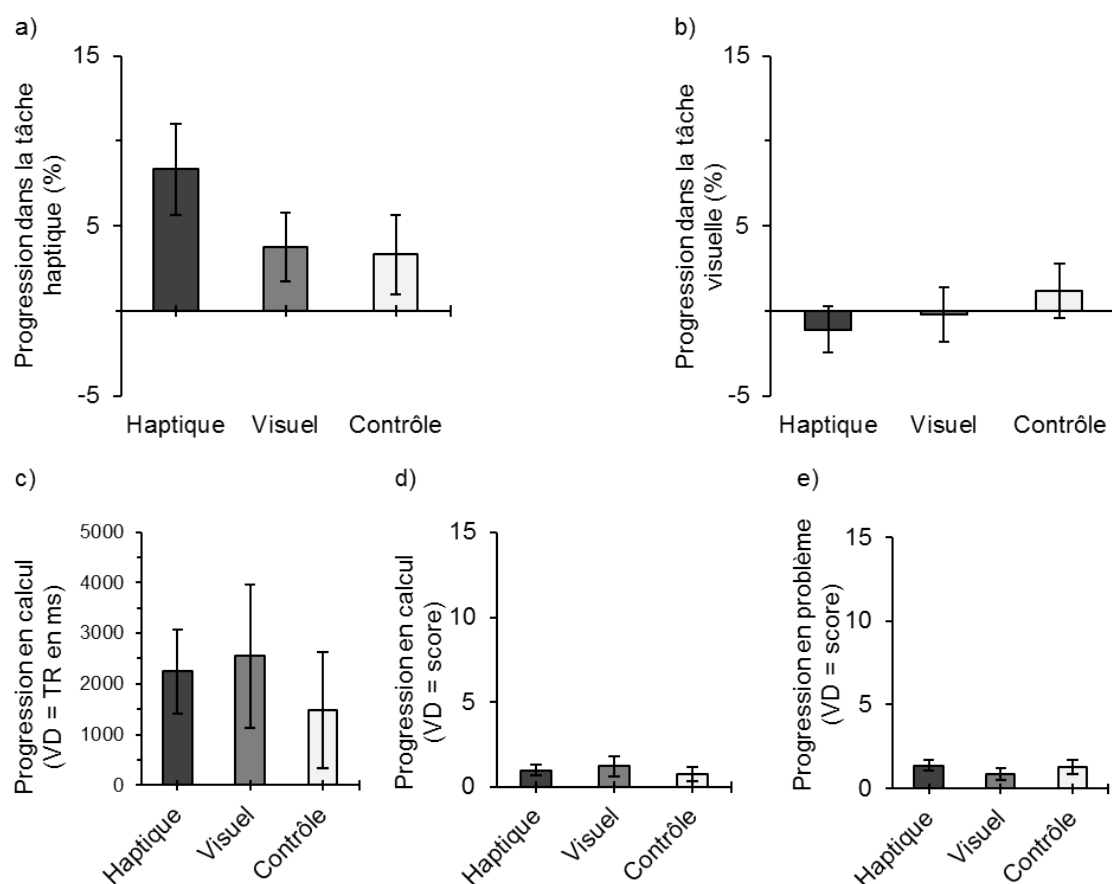 a)
Progression dans la tâche
haptique (%)
15
5
-5
Haptique Visuel Contrôle
b)
Progression dans la tâche
visuelle (%)
15
5
-5
Haptique Visuel Contrôle
c)
Progression en calcul
(VD = TR en ms)
5000
4000
3000
2000
1000
0
Haptique
Visuel
Contrôle
d)
Progression en calcul
(VD = score)
15
10
5
0
Haptique
Visuel
Contrôle
e)
Progression en problème
(VD = score)
15
10
5
0
Haptique
Visuel
Contrôle